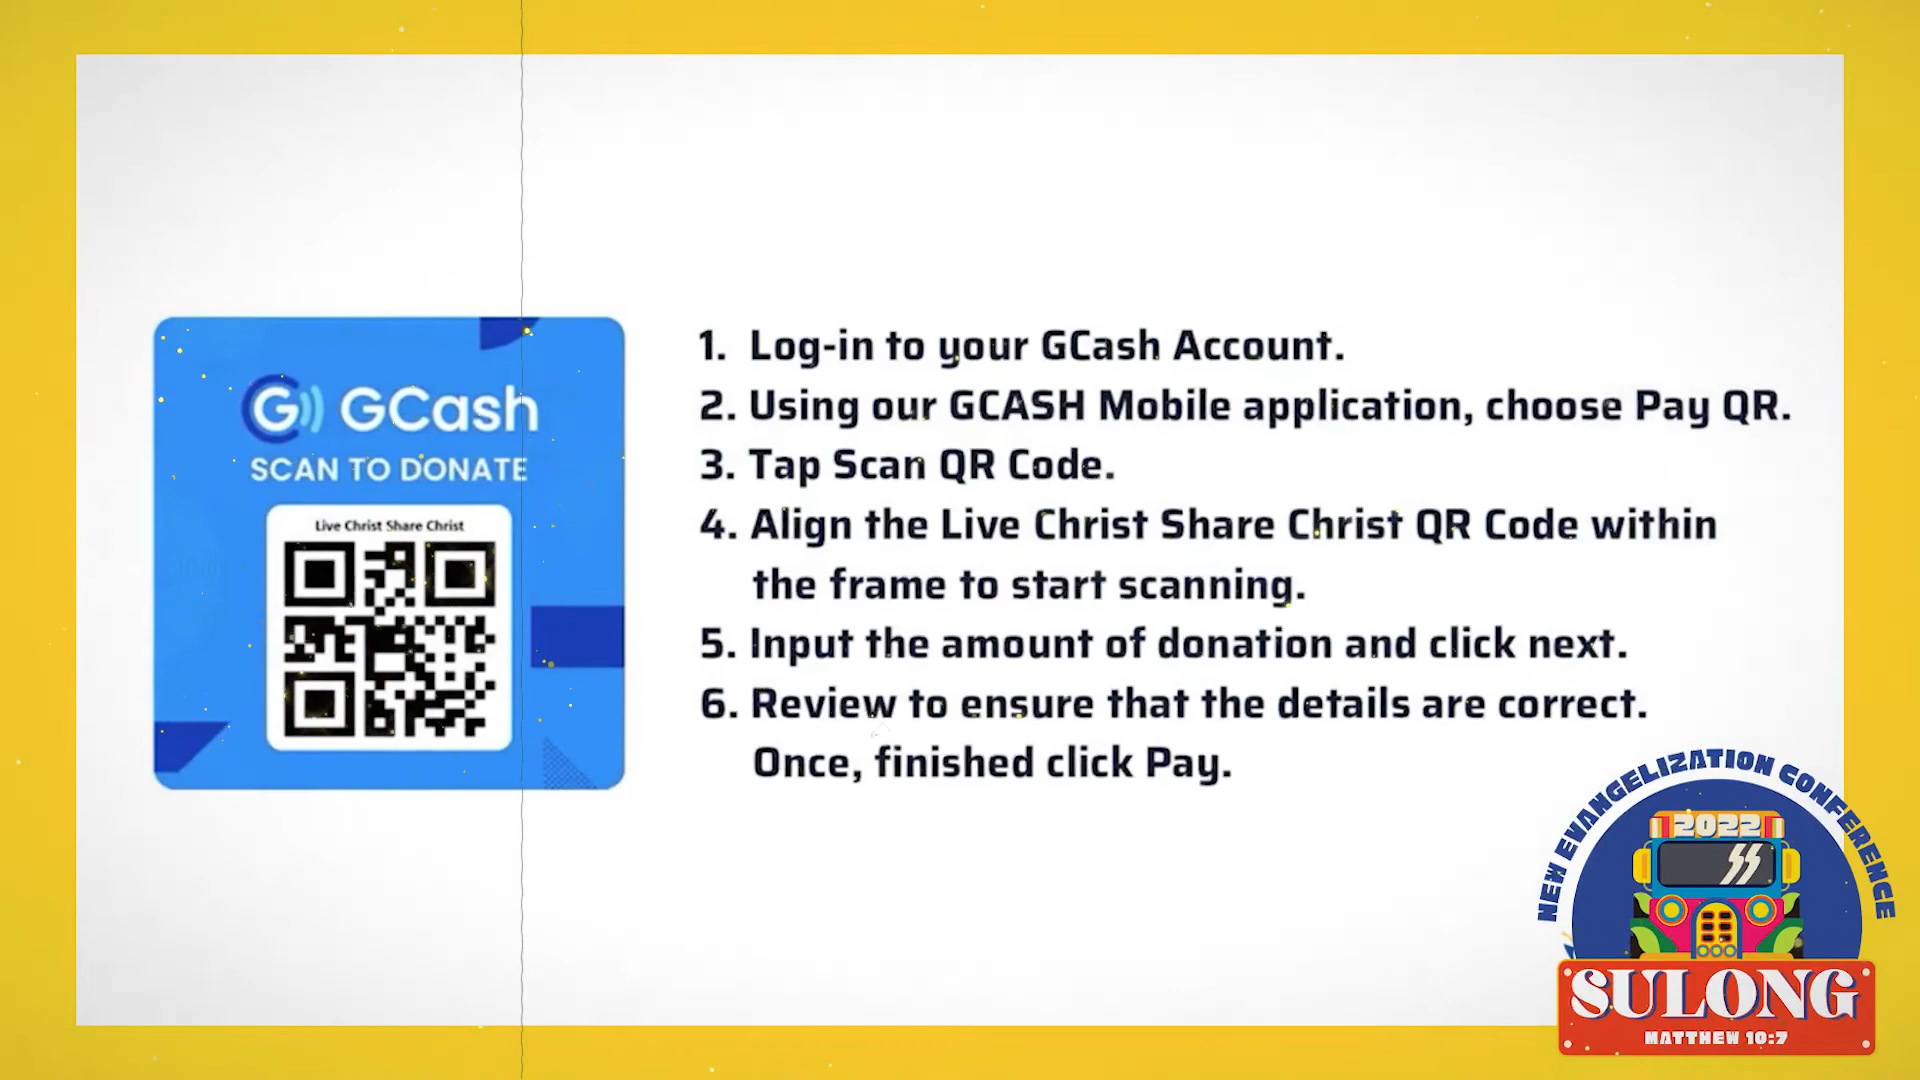 GCash
SCAN TO DONATE
Live Christ Share Christ
1. Log-in to your GCash Account.
2. Using our GCASH Mobile application, choose Pay QR.
3. Tap Scan QR Code.
4. Align the Live Christ Share Christ QR Code within
the frame to start scanning.
5. Input the amount of donation and click next.
6. Review to ensure that the details are correct.
Once, finished click Pay.
NEW EVANGELIZATION CONFERENCE
2022
SULONG
MATTHEW 10:7